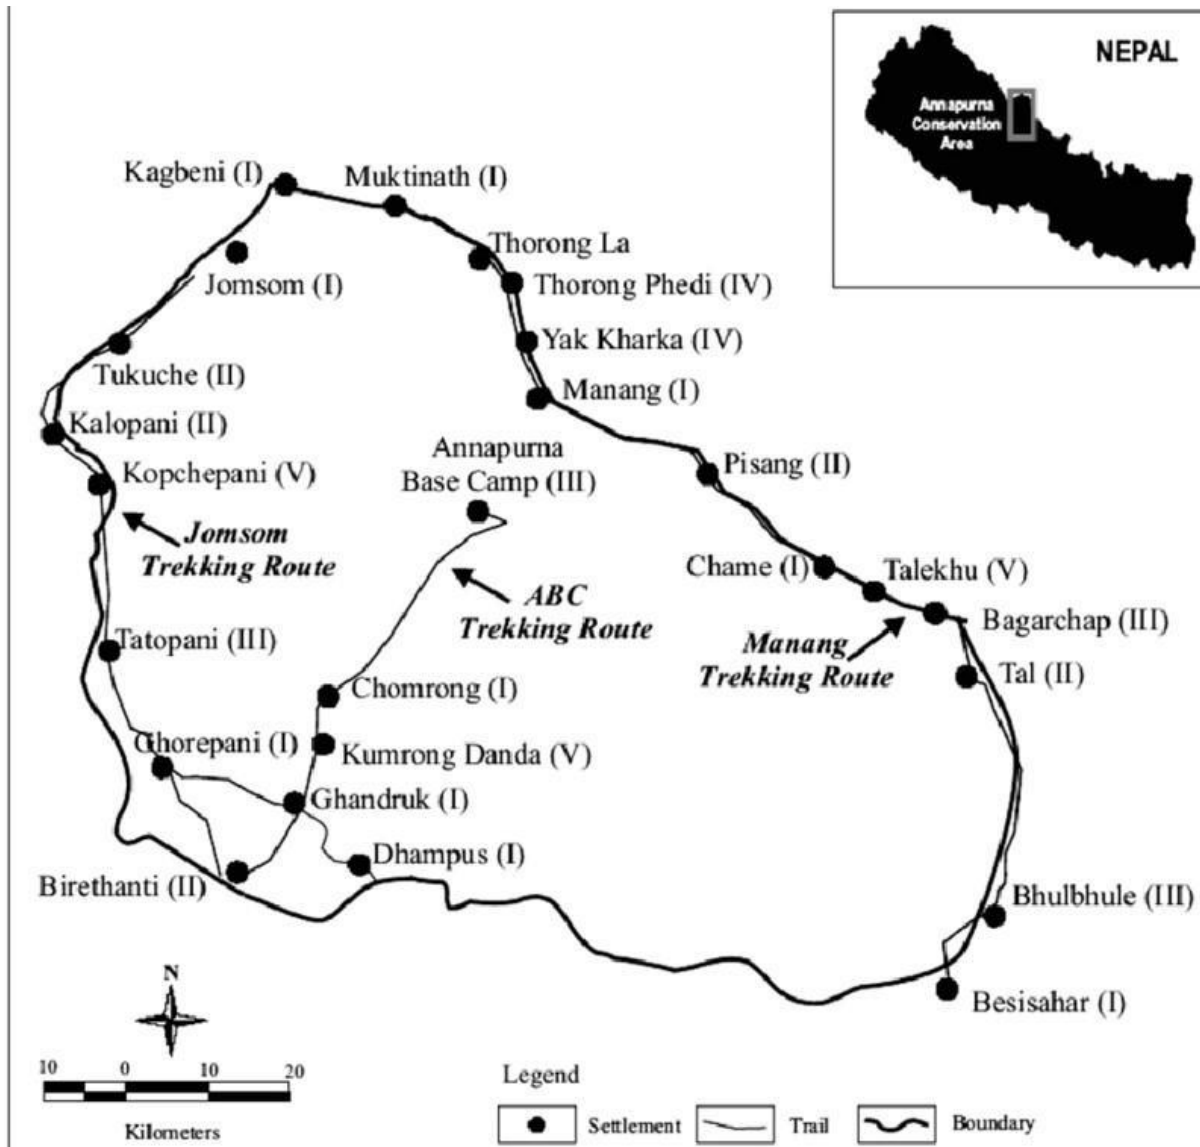 NEPAL
Annapurna
Conservation
Area
Kagbeni (I)
Muktinath (I)
Thorong La
Jomsom (I)
Thorong Phedi (IV)
Yak Kharka (IV)
Tukuche (II)
Manang (I)
Kalopani (II)
Annapurna
Base Camp (III)
Pisang (II)
Kopchepani (V)
Jomsom
Trekking Route
Chame (I)
Talekhu (V)
ABC
Trekking Route
Bagarchap (III)
Manang
Trekking Route
Tatopani (III)
Tal (II)
Chomrong (I)
Ghorepani (I)
Kumrong Danda (V)
Ghandruk (I)
Dhampus (I)
Birethanti (II)
Bhulbhule (III)
Besisahar (I)
N
10 0 10 20
Kilometers
Legend
Settlement
Trail
Boundary